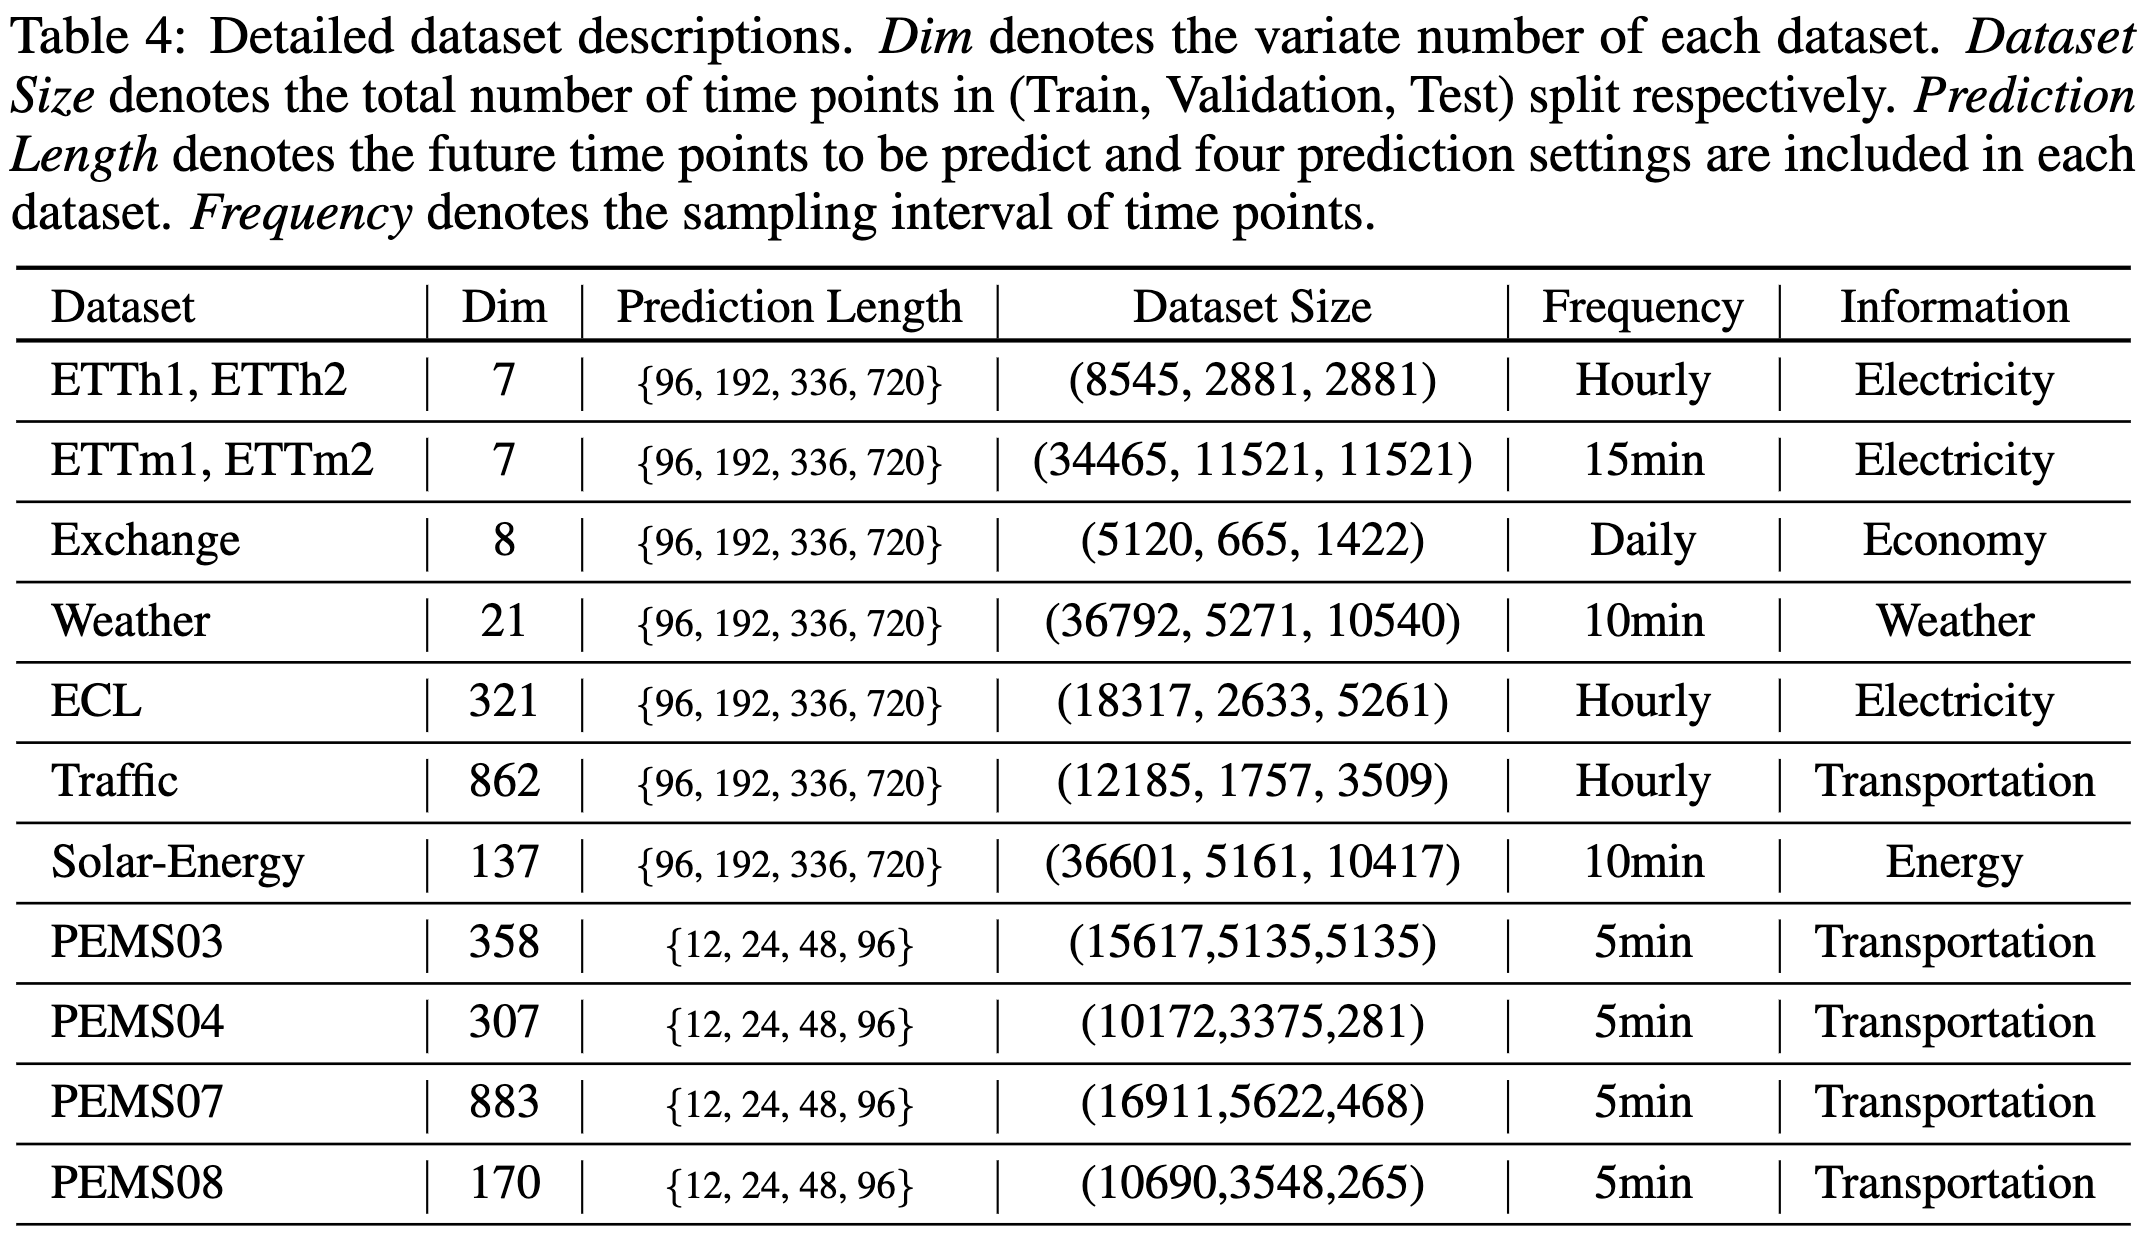 Table 4: Detailed dataset descriptions. Dim denotes the variate number of each dataset. Dataset
Size denotes the total number of time points in (Train, Validation, Test) split respectively. Prediction
Length denotes the future time points to be predict and four prediction settings are included in each
dataset. Frequency denotes the sampling interval of time points.
Dataset | Dim | Prediction Length | Dataset Size | Frequency | Information
ETTh1, ETTh2 | 7 | {96, 192, 336, 720} | (8545, 2881, 2881) | Hourly | Electricity
ETTm1, ETTm2 | 7 | {96, 192, 336, 720} | (34465, 11521, 11521) | 15min | Electricity
Exchange | 8 | {96, 192, 336, 720} | (5120, 665, 1422) | Daily | Economy
Weather | 21 | {96, 192, 336, 720} | (36792, 5271, 10540) | 10min | Weather
ECL | 321 | {96, 192, 336, 720} | (18317, 2633, 5261) | Hourly | Electricity
Traffic | 862 | {96, 192, 336, 720} | (12185, 1757, 3509) | Hourly | Transportation
Solar-Energy | 137 | {96, 192, 336, 720} | (36601, 5161, 10417) | 10min | Energy
PEMS03 | 358 | {12, 24, 48, 96} | (15617,5135,5135) | 5min | Transportation
PEMS04 | 307 | {12, 24, 48, 96} | (10172,3375,281) | 5min | Transportation
PEMS07 | 883 | {12, 24, 48, 96} | (16911,5622,468) | 5min | Transportation
PEMS08 | 170 | {12, 24, 48, 96} | (10690,3548,265) | 5min | Transportation